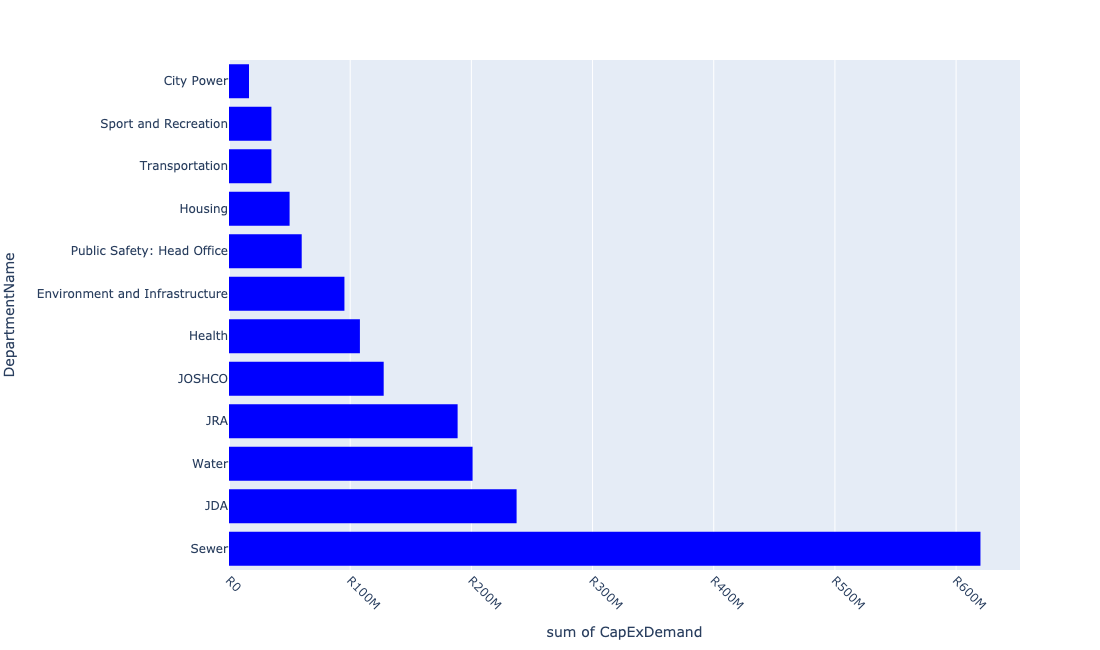 City Power
Sport and Recreation
Transportation
Housing
Public Safety: Head Office
Environment and Infrastructure
Health
JOSHCO
JRA
Water
JDA
Sewer
DepartmentName
R0
R100M
R200M
R300M
R400M
R500M
R600M
sum of CapExDemand